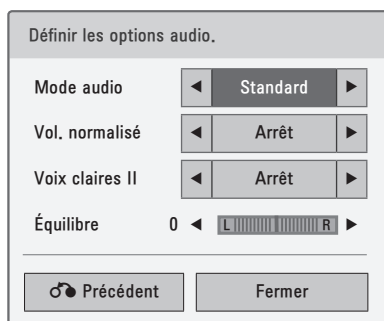 Définir les options audio.
Mode audio Standard
Vol. normalisé Arrêt
Voix claires II Arrêt
Équilibre 0 L R
Précédent Fermer